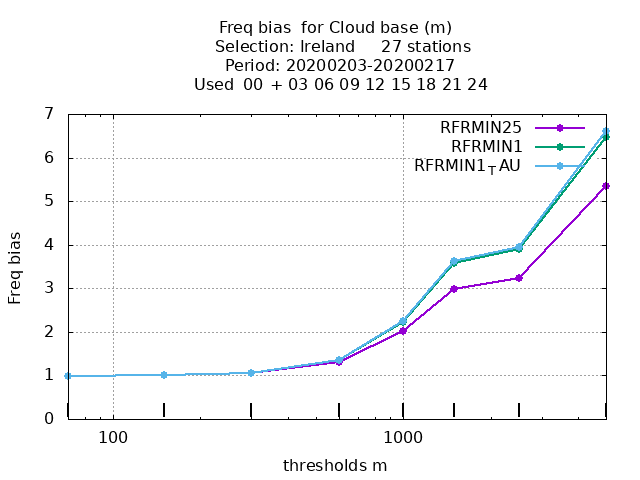 Freq bias  for Cloud base (m)
Selection: Ireland     27 stations
Period: 20200203-20200217
Used  00 + 03 06 09 12 15 18 21 24
RFRMIN25
RFRMIN1
RFRMIN1_TAU
7
6
5
4
3
2
1
0
Freq bias
100 1000
thresholds m